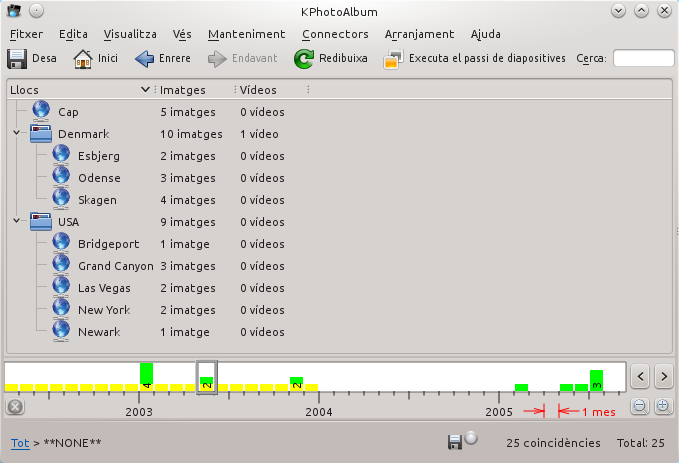 KPhotoAlbum
Fitxer Edita Visualitza Vés Manteniment Connectors Arranjament Ajuda
Desa Inici Enrere Endavant Redibuixa Executa el passi de diapositives Cerca:
Llocs Imatges Vídeos
Cap 5 imatges 0 vídeos
Denmark 10 imatges 1 vídeo
Esbjerg 2 imatges 0 vídeos
Odense 3 imatges 0 vídeos
Skagen 4 imatges 0 vídeos
USA 9 imatges 0 vídeos
Bridgeport 1 imatge 0 vídeos
Grand Canyon 3 imatges 0 vídeos
Las Vegas 2 imatges 0 vídeos
New York 2 imatges 0 vídeos
Newark 1 imatge 0 vídeos
4 2 2 3
2003 2004 2005 1 mes
Tot > **NONE** 25 coincidències Total: 25